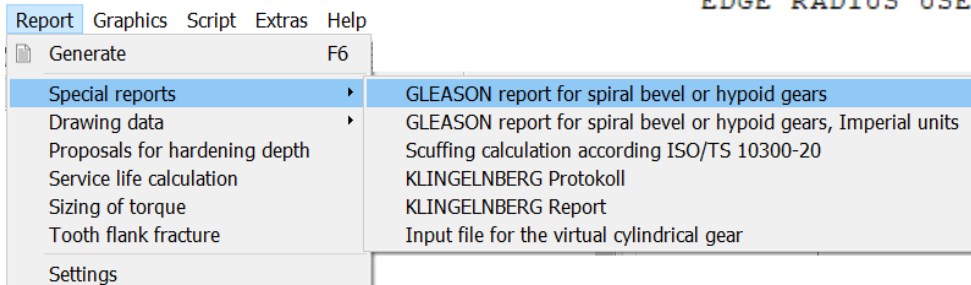 EDGE RADIUS USE
Report Graphics Script Extras Help
Generate F6
Special reports
Drawing data
Proposals for hardening depth
Service life calculation
Sizing of torque
Tooth flank fracture
Settings
GLEASON report for spiral bevel or hypoid gears
GLEASON report for spiral bevel or hypoid gears, Imperial units
Scuffing calculation according ISO/TS 10300-20
KLINGELNBERG Protokoll
KLINGELNBERG Report
Input file for the virtual cylindrical gear